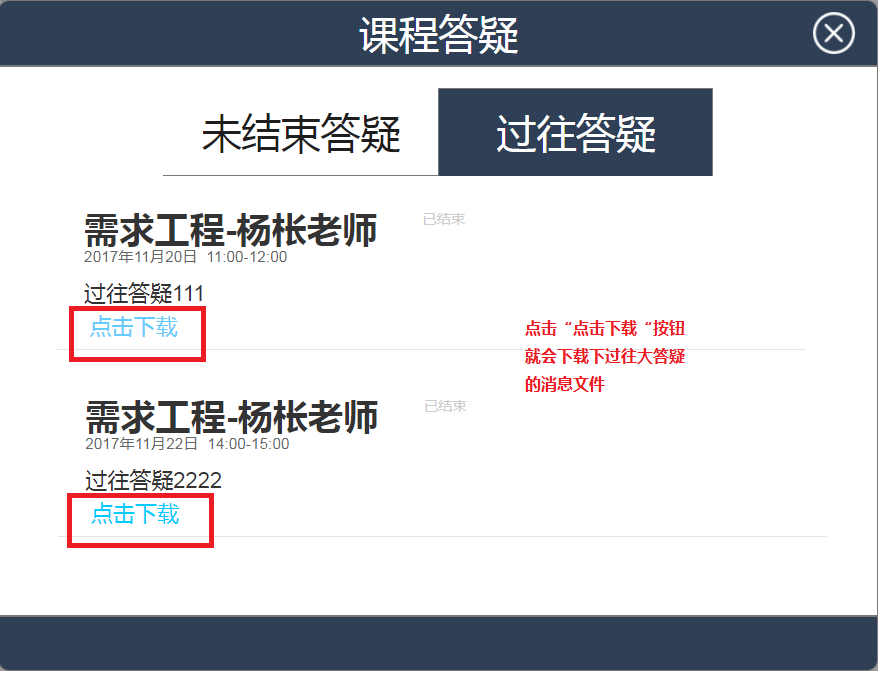 课程答疑
未结束答疑
过往答疑
需求工程-杨枨老师
已结束
2017年11月20日 11:00-12:00
过往答疑111
点击下载
点击“点击下载“按钮
就会下载下过往大答疑
的消息文件
需求工程-杨枨老师
已结束
2017年11月22日 14:00-15:00
过往答疑2222
点击下载